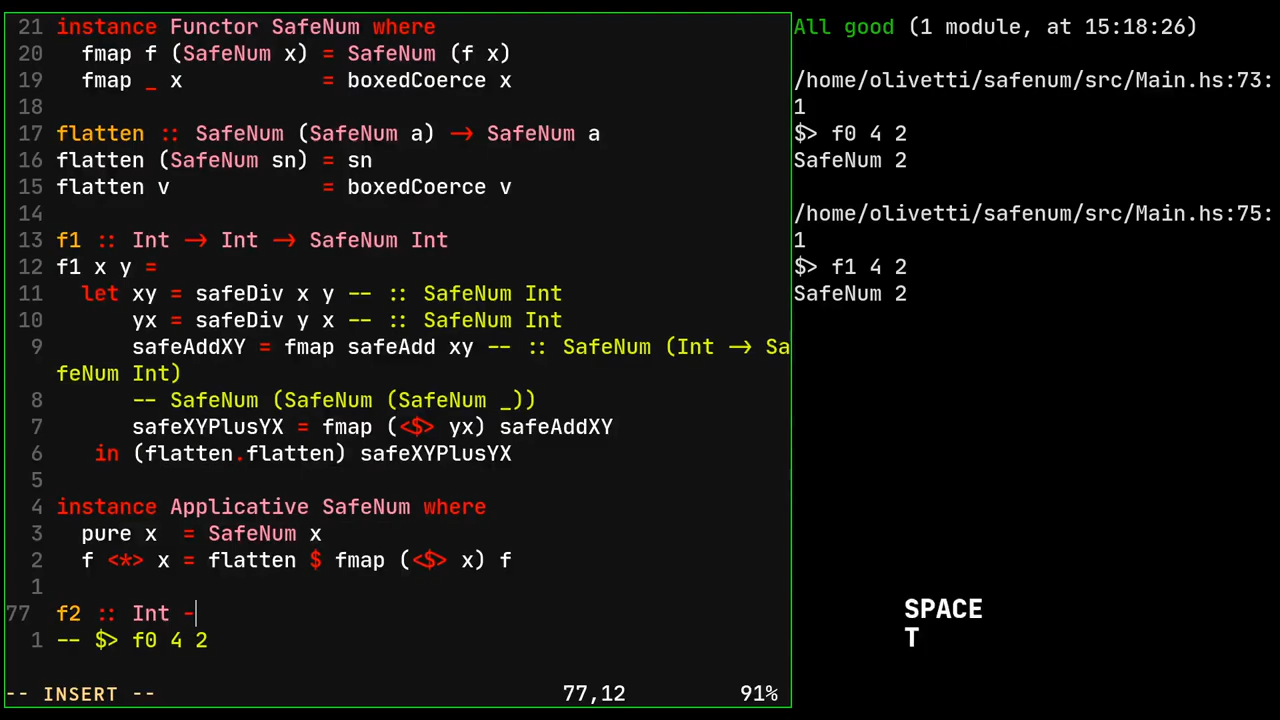 21 instance Functor SafeNum where
20   fmap f (SafeNum x) = SafeNum (f x)
19   fmap _ x           = boxedCoerce x
18
17 flatten :: SafeNum (SafeNum a) → SafeNum a
16 flatten (SafeNum sn) = sn
15 flatten v            = boxedCoerce v
14
13 f1 :: Int → Int → SafeNum Int
12 f1 x y =
11   let xy = safeDiv x y -- :: SafeNum Int
10       yx = safeDiv y x -- :: SafeNum Int
9       safeAddXY = fmap safeAdd xy -- :: SafeNum (Int → Sa
feNum Int)
8       -- SafeNum (SafeNum (SafeNum _))
7       safeXYPlusYX = fmap (<$> yx) safeAddXY
6    in (flatten.flatten) safeXYPlusYX
5
4 instance Applicative SafeNum where
3   pure x  = SafeNum x
2   f <*> x = flatten $ fmap (<$> x) f
1
77 f2 :: Int -
1 -- $> f0 4 2
-- INSERT -- 77,12 91%
All good (1 module, at 15:18:26)
/home/olivetti/safenum/src/Main.hs:73:
1
$> f0 4 2
SafeNum 2
/home/olivetti/safenum/src/Main.hs:75:
1
$> f1 4 2
SafeNum 2
SPACE
T